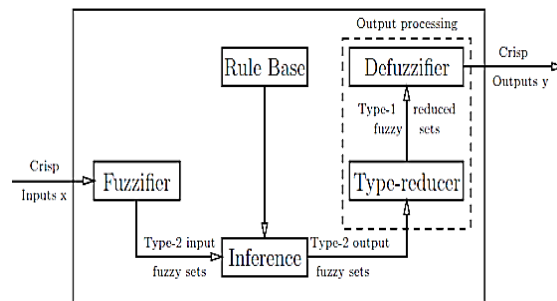 Output processing
Crisp
Outputs y
Rule Base
Defuzzifier
Type-1 reduced
fuzzy sets
Crisp
Inputs x
Fuzzifier
Type-reducer
Type-2 input
fuzzy sets
Inference
Type-2 output
fuzzy sets